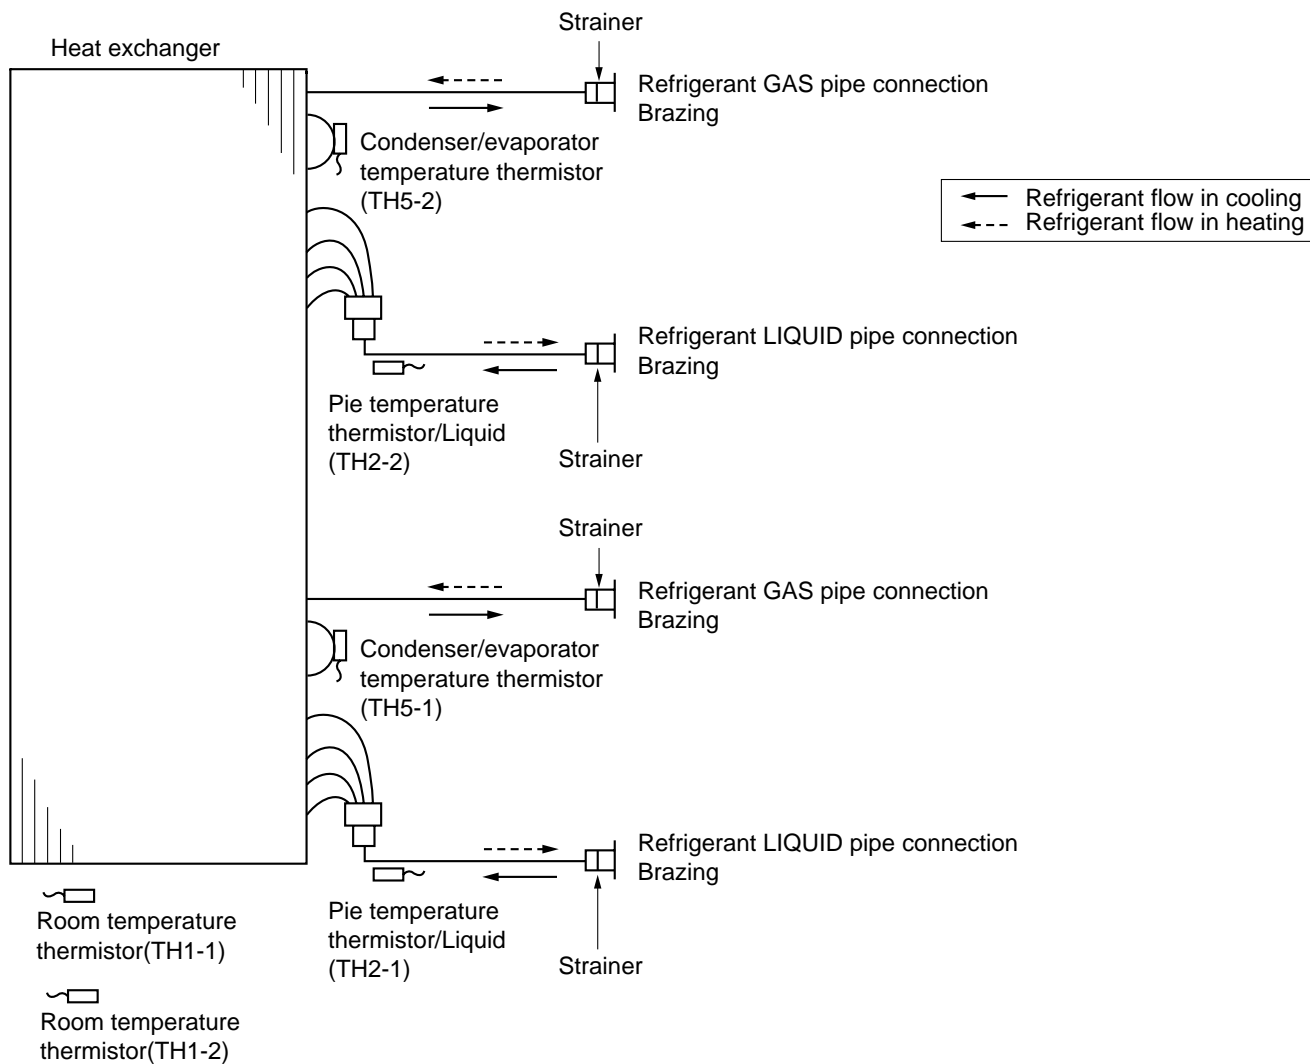 Strainer
Heat exchanger
Refrigerant GAS pipe connection
Brazing
Condenser/evaporator
temperature thermistor
(TH5-2)
Refrigerant flow in cooling
Refrigerant flow in heating
Refrigerant LIQUID pipe connection
Brazing
Pie temperature
thermistor/Liquid
(TH2-2)
Strainer
Strainer
Refrigerant GAS pipe connection
Brazing
Condenser/evaporator
temperature thermistor
(TH5-1)
Refrigerant LIQUID pipe connection
Brazing
Pie temperature
thermistor/Liquid
(TH2-1)
Strainer
Room temperature
thermistor(TH1-1)
Room temperature
thermistor(TH1-2)